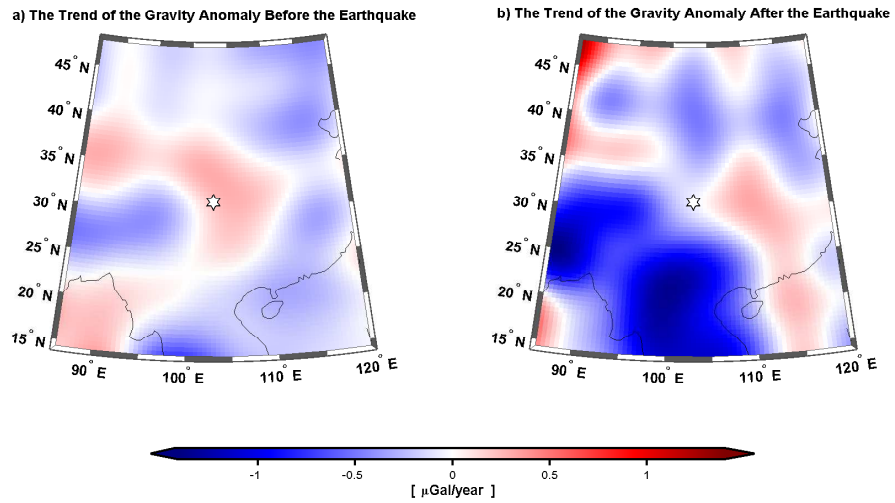 a) The Trend of the Gravity Anomaly Before the Earthquake
b) The Trend of the Gravity Anomaly After the Earthquake
45° N
40° N
35° N
30° N
25° N
20° N
15° N
90° E
100° E
110° E
120° E
45° N
40° N
35° N
30° N
25° N
20° N
15° N
90° E
100° E
110° E
120° E
-1
-0.5
0
0.5
1
[ μGal/year ]